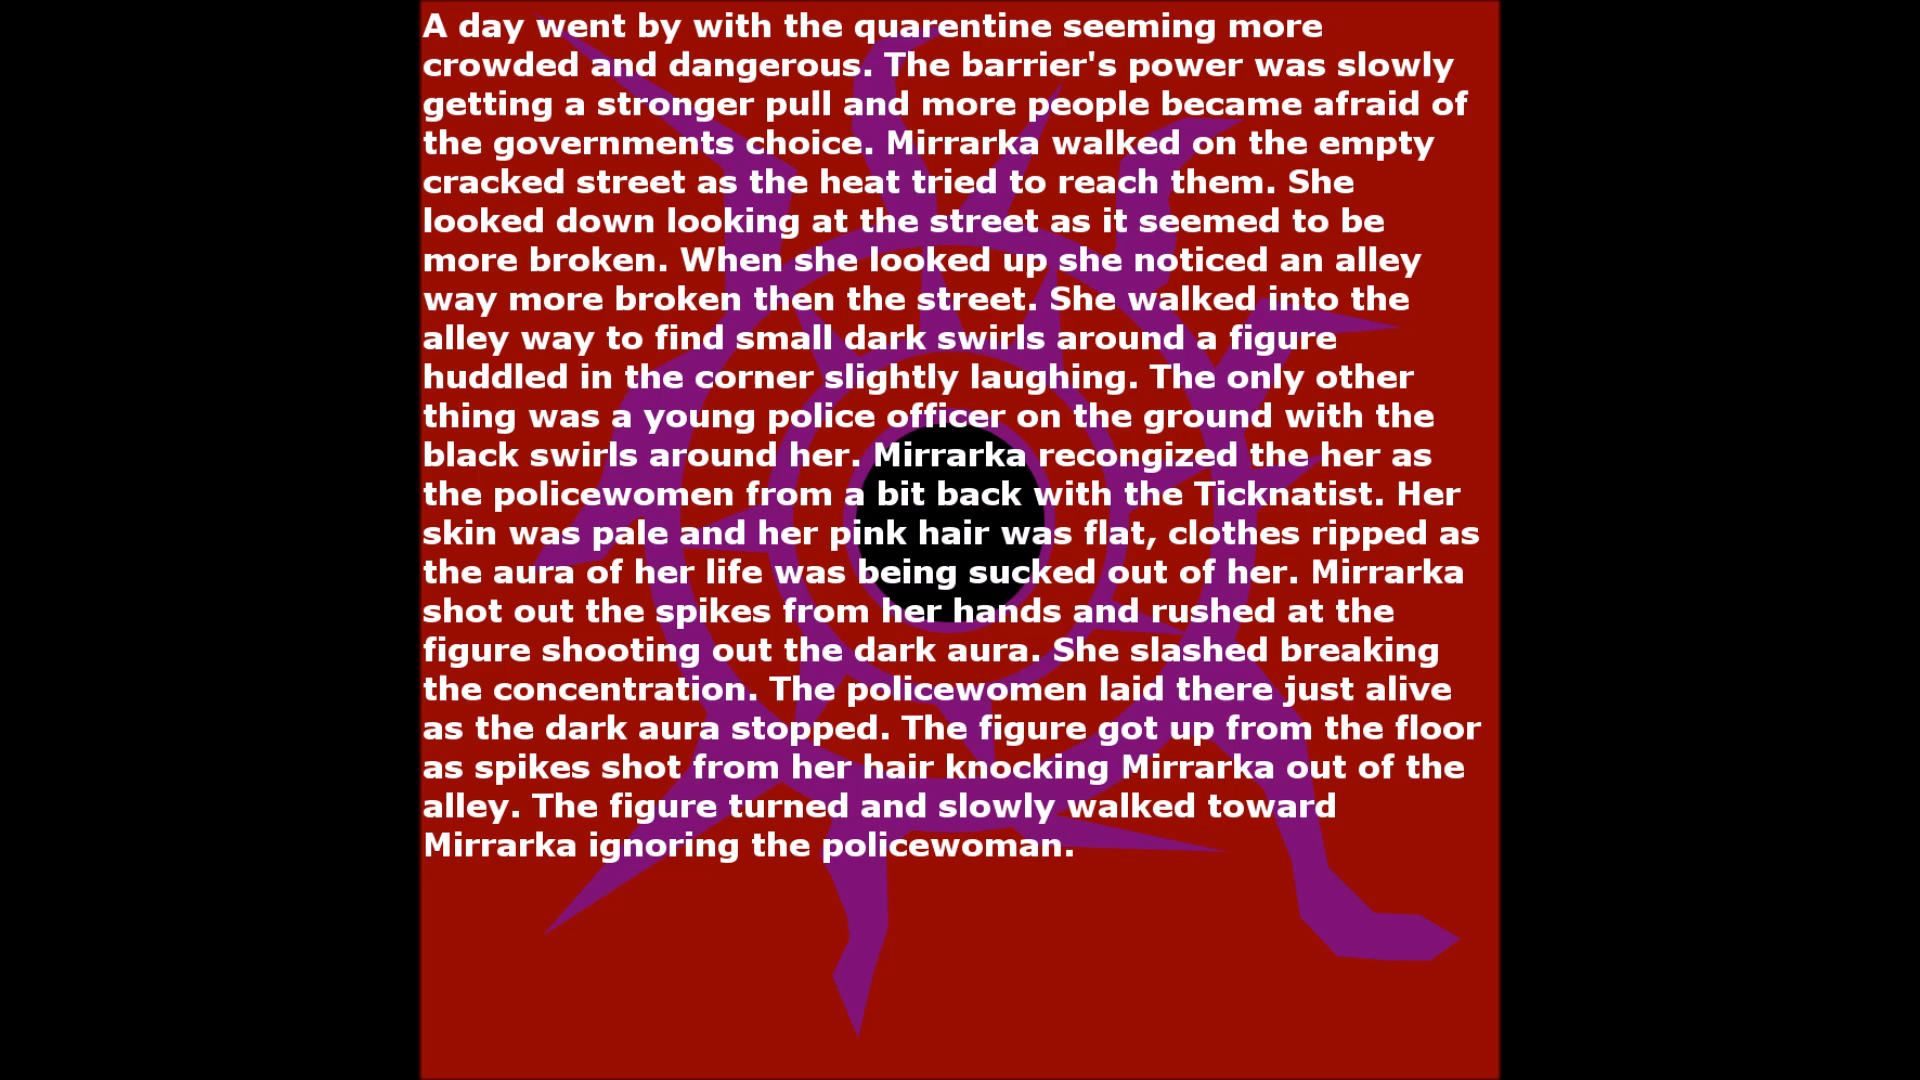 A day went by with the quarentine seeming more
crowded and dangerous. The barrier's power was slowly
getting a stronger pull and more people became afraid of
the governments choice. Mirrarka walked on the empty
cracked street as the heat tried to reach them. She
looked down looking at the street as it seemed to be
more broken. When she looked up she noticed an alley
way more broken then the street. She walked into the
alley way to find small dark swirls around a figure
huddled in the corner slightly laughing. The only other
thing was a young police officer on the ground with the
black swirls around her. Mirrarka recongized the her as
the policewomen from a bit back with the Ticknatist. Her
skin was pale and her pink hair was flat, clothes ripped as
the aura of her life was being sucked out of her. Mirrarka
shot out the spikes from her hands and rushed at the
figure shooting out the dark aura. She slashed breaking
the concentration. The policewomen laid there just alive
as the dark aura stopped. The figure got up from the floor
as spikes shot from her hair knocking Mirrarka out of the
alley. The figure turned and slowly walked toward
Mirrarka ignoring the policewoman.